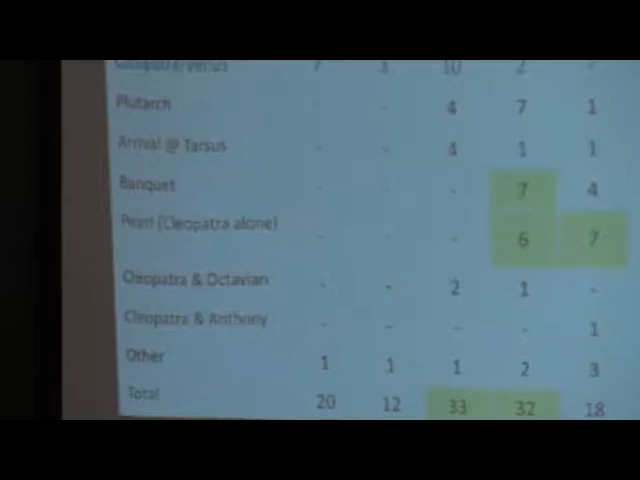 Plutarch - - 4 7 1
Arrival @ Tarsus - - 4 1 1
Banquet - - - 7 4
Pearl (Cleopatra alone) - - - 6 7
Cleopatra & Octavian - - 2 1 -
Cleopatra & Anthony - - - - 1
Other 1 1 1 2 3
Total 20 12 33 32 18